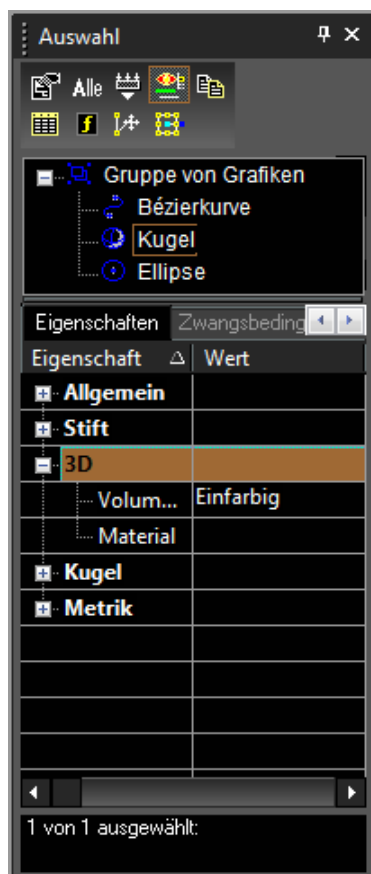 Auswahl
Alle
Gruppe von Grafiken
Bézierkurve
Kugel
Ellipse
Eigenschaften Zwangsbeding
Eigenschaft Wert
Allgemein
Stift
3D
Volum... Einfarbig
Material
Kugel
Metrik
1 von 1 ausgewählt: